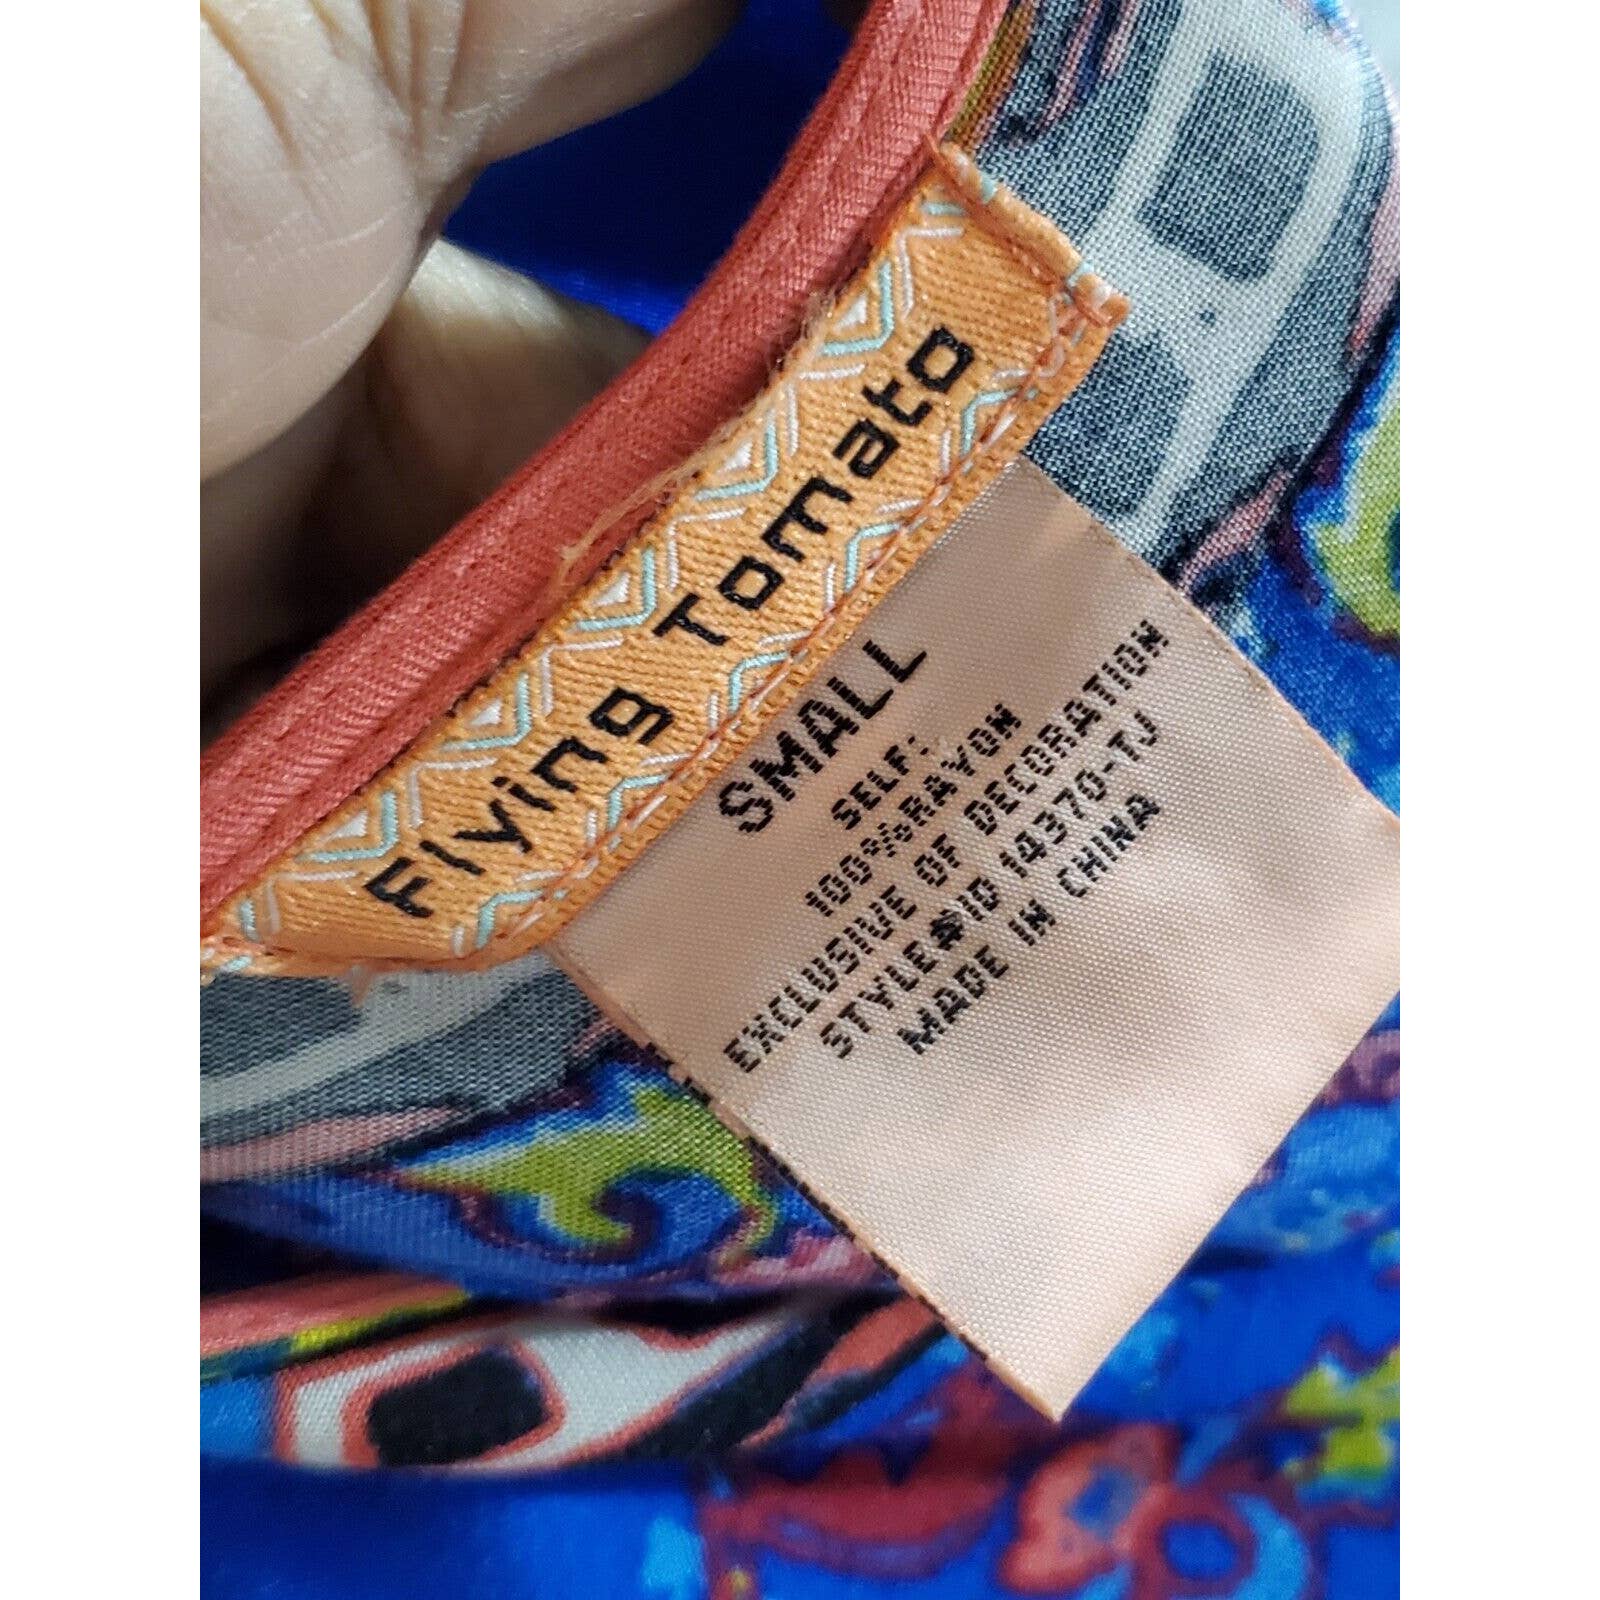 Flying Tomato
SMALL
SELF:
100%RAYON
EXCLUSIVE OF DECORATION
STYLE#ID 14370-TJ
MADE IN CHINA